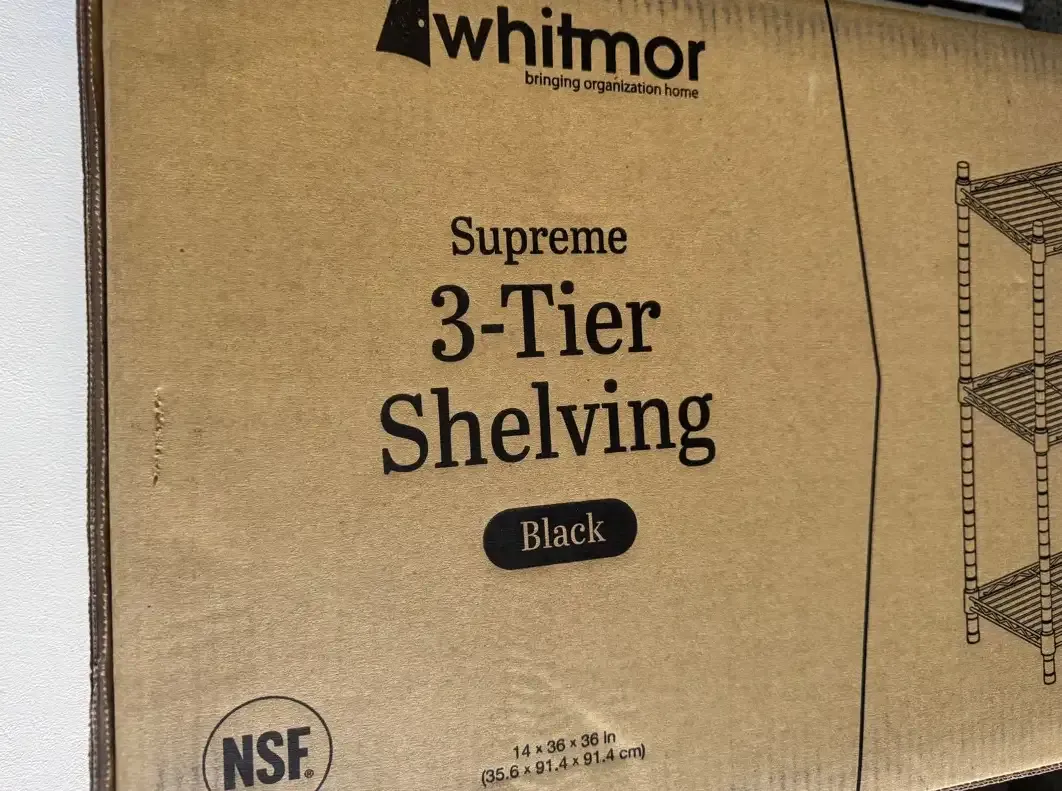 whitmor
bringing organization home
Supreme
3-Tier
Shelving
Black
NSF®
14 x 36 x 36 in
(35.6 x 91.4 x 91.4 cm)